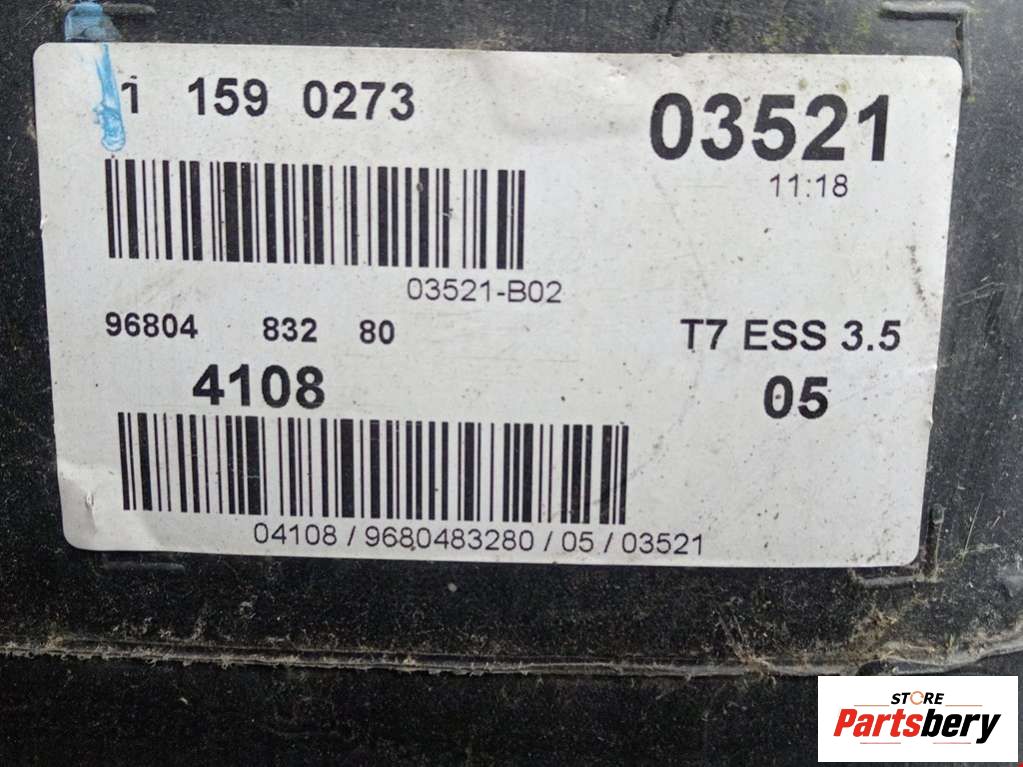 1 159 0273
03521
11:18
03521-B02
96804 832 80
T7 ESS 3.5
4108
05
04108 / 9680483280 / 05 / 03521
STORE
Partsbery